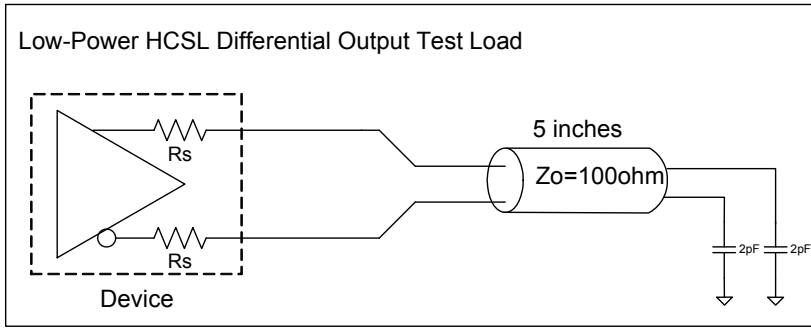 Low-Power HCSL Differential Output Test Load
5 inches
Rs
Zo=100ohm
Rs
2pF 2pF
Device